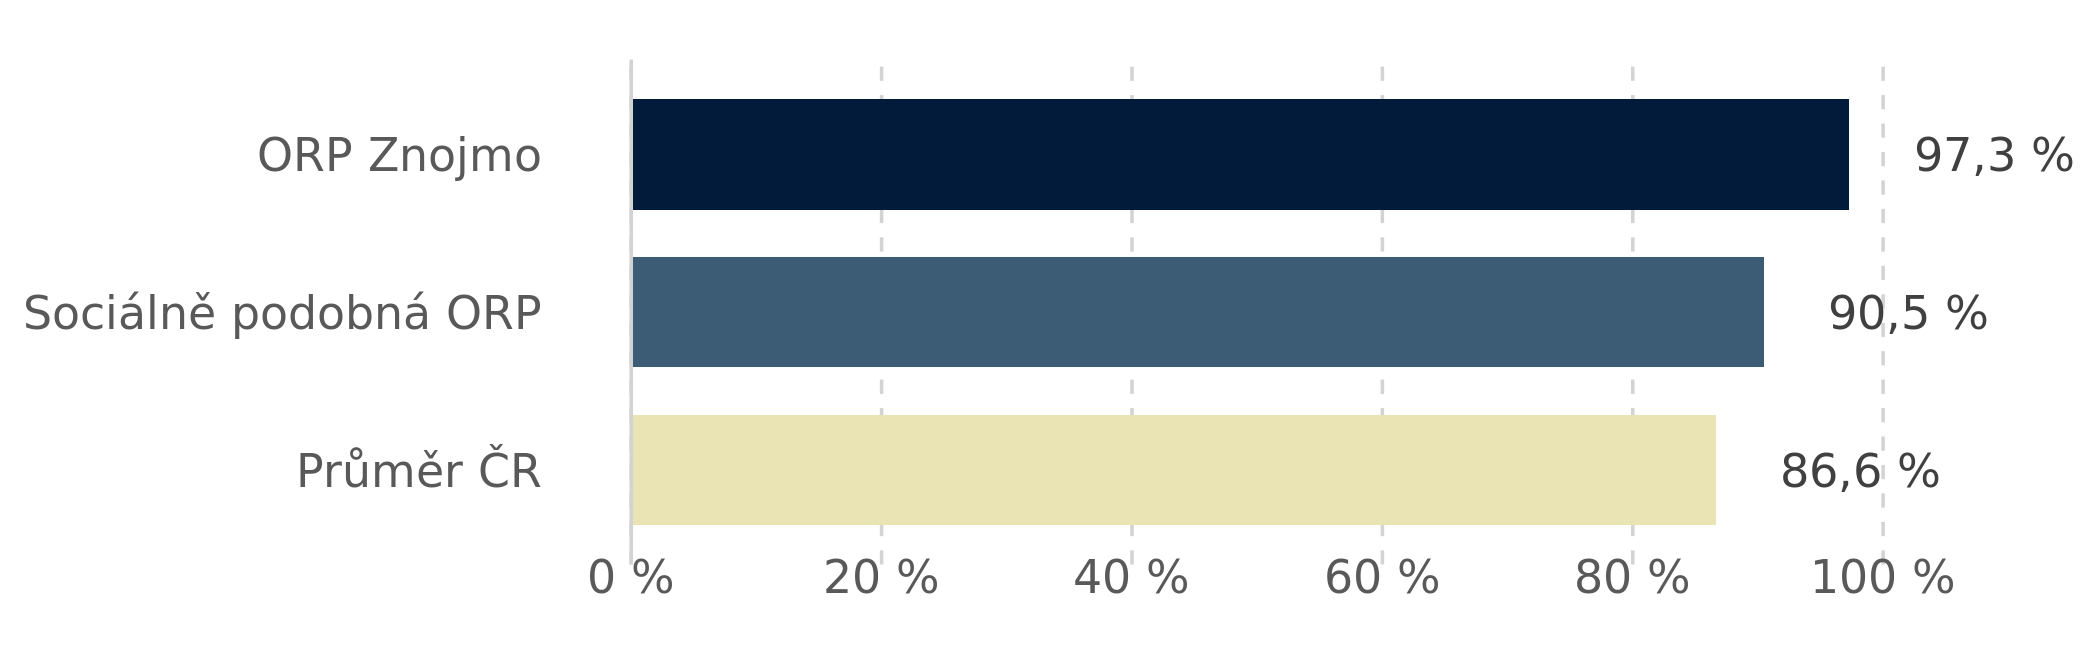 ORP Znojmo 97,3 %
Sociálně podobná ORP 90,5 %
Průměr ČR 86,6 %
0 % 20 % 40 % 60 % 80 % 100 %